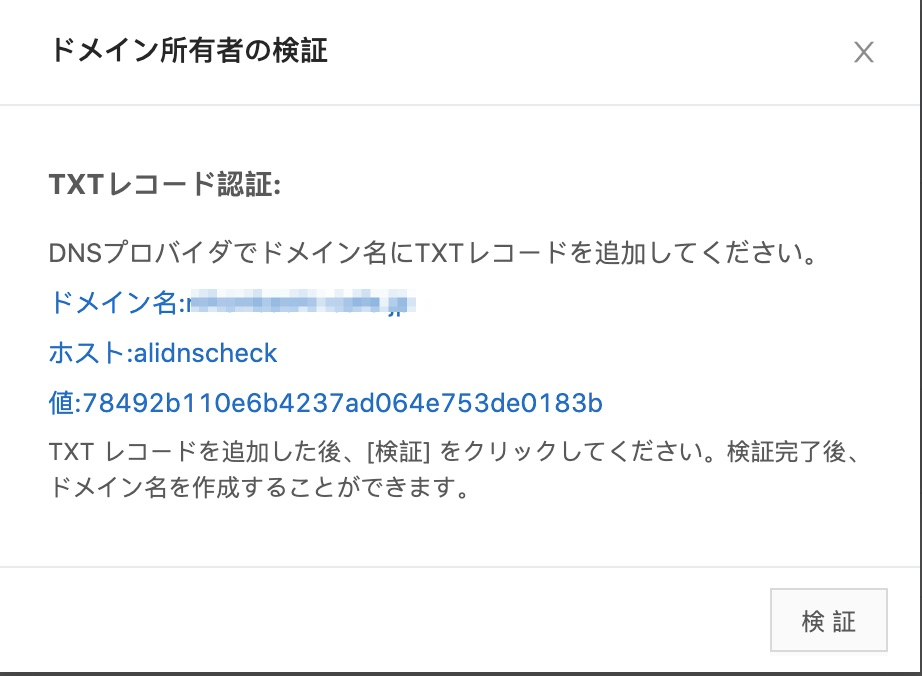 ドメイン所有者の検証
TXTレコード認証:
DNSプロバイダでドメイン名にTXTレコードを追加してください。
ドメイン名:
ホスト:alidnscheck
値:78492b110e6b4237ad064e753de0183b
TXT レコードを追加した後、[検証] をクリックしてください。検証完了後、
ドメイン名を作成することができます。
検 証